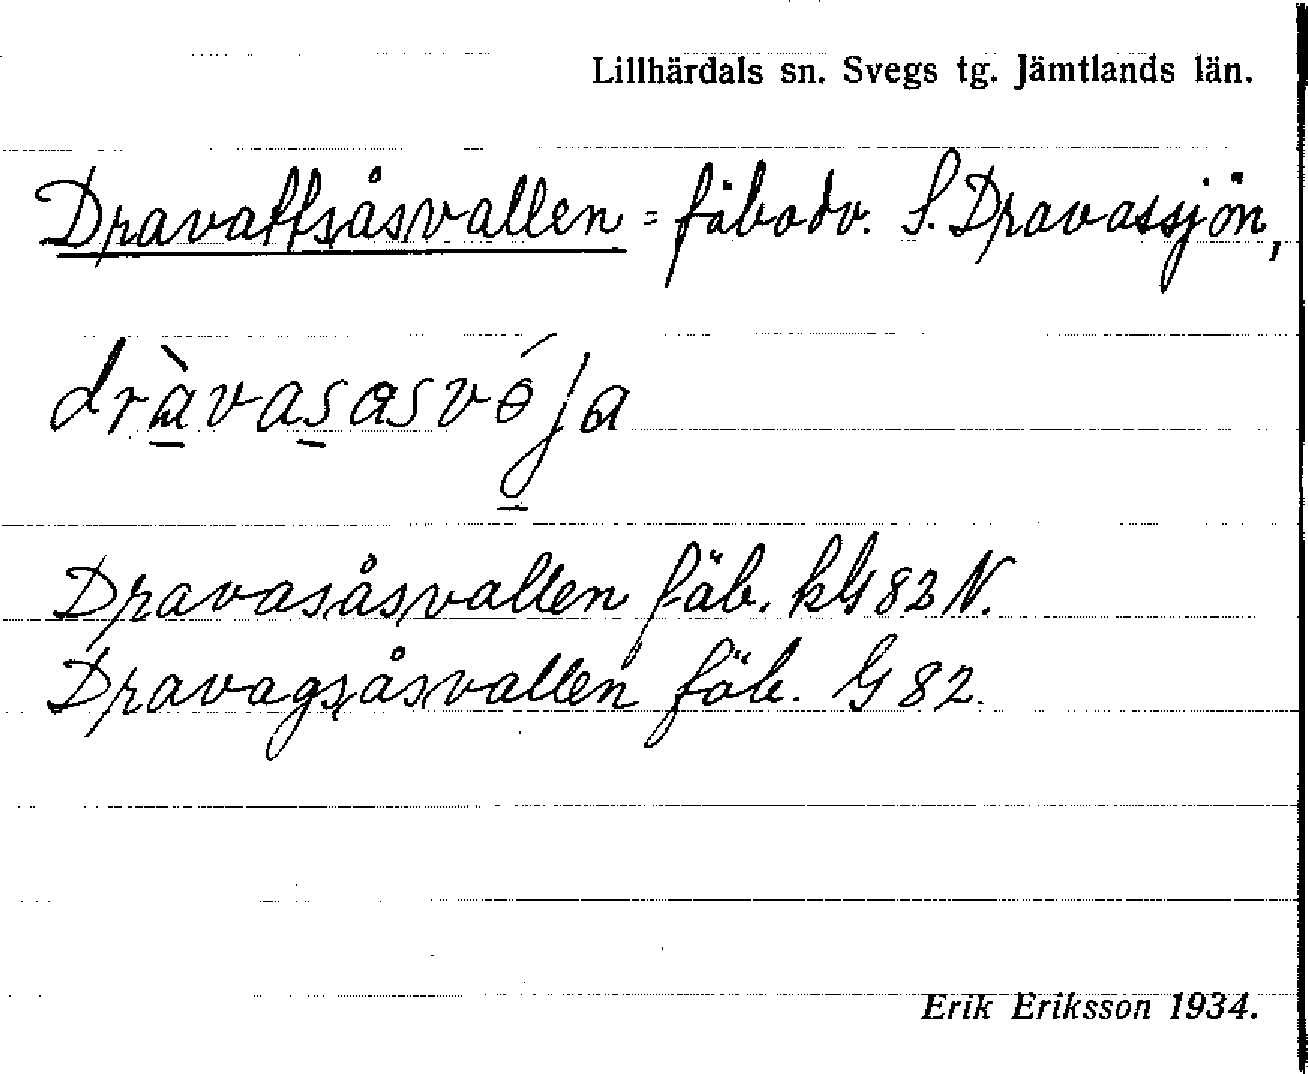 Lillhärdals sn. Svegs tg. Jämtlands län.
Dravattsåsvallen = fäbodv. S. Dravassjön,
dràvasasvója
Dravasåsvallen fäb. kG 82 N.
Dravagsåsvallen fäb. G 82.
Erik Eriksson 1934.